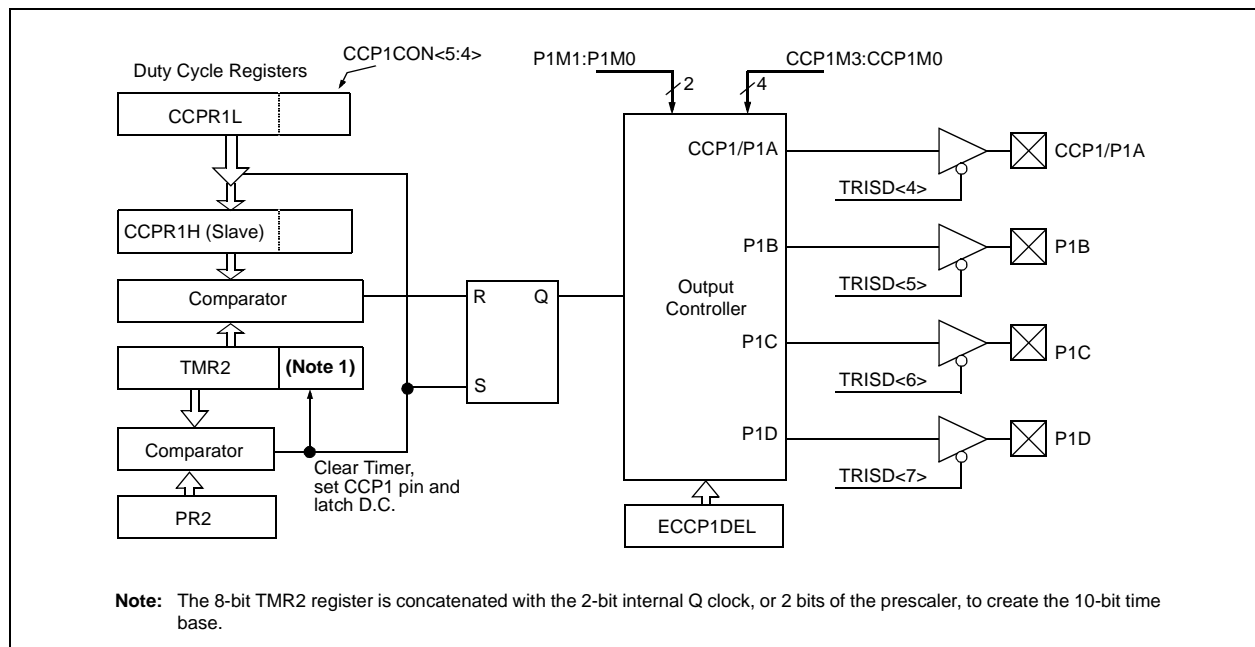 CCP1CON<5:4>
Duty Cycle Registers
CCPR1L
CCPR1H (Slave)
Comparator
TMR2
(Note 1)
Comparator
PR2
Clear Timer,
set CCP1 pin and
latch D.C.
R
Q
S
P1M1:P1M0
2
CCP1M3:CCP1M0
4
Output
Controller
CCP1/P1A
P1B
P1C
P1D
ECCP1DEL
TRISD<4>
CCP1/P1A
TRISD<5>
P1B
TRISD<6>
P1C
TRISD<7>
P1D
Note: The 8-bit TMR2 register is concatenated with the 2-bit internal Q clock, or 2 bits of the prescaler, to create the 10-bit time
base.